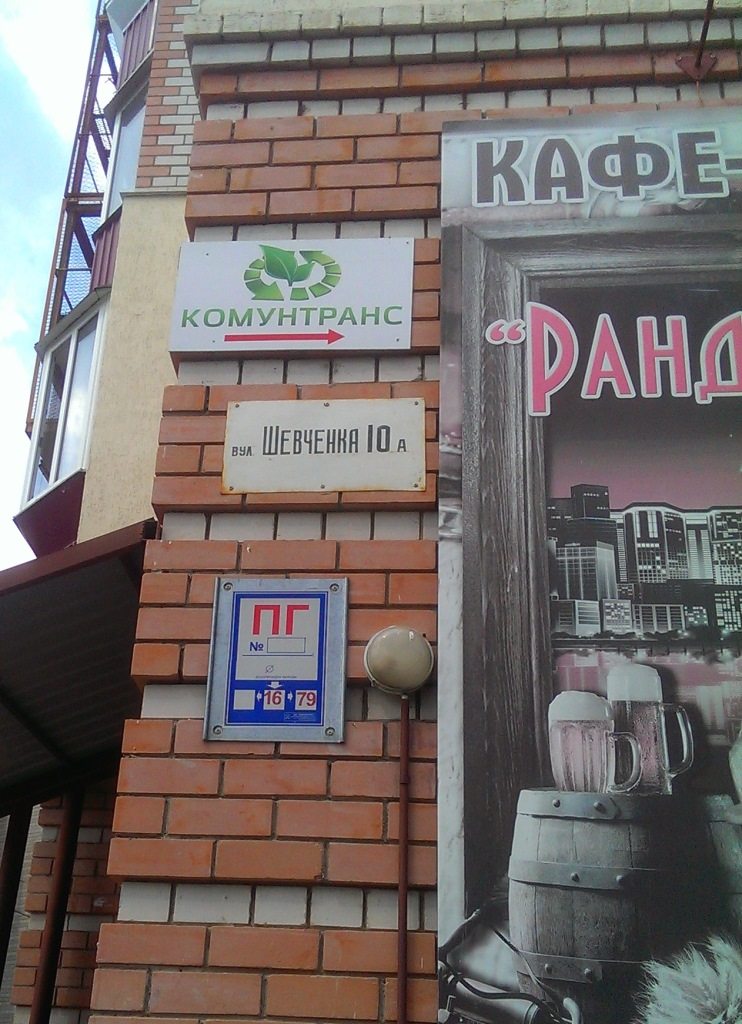 КАФЕ-
КОМУНТРАНС
"РАНД
вул. ШЕВЧЕНКА 10 А
ПГ
№
16 79